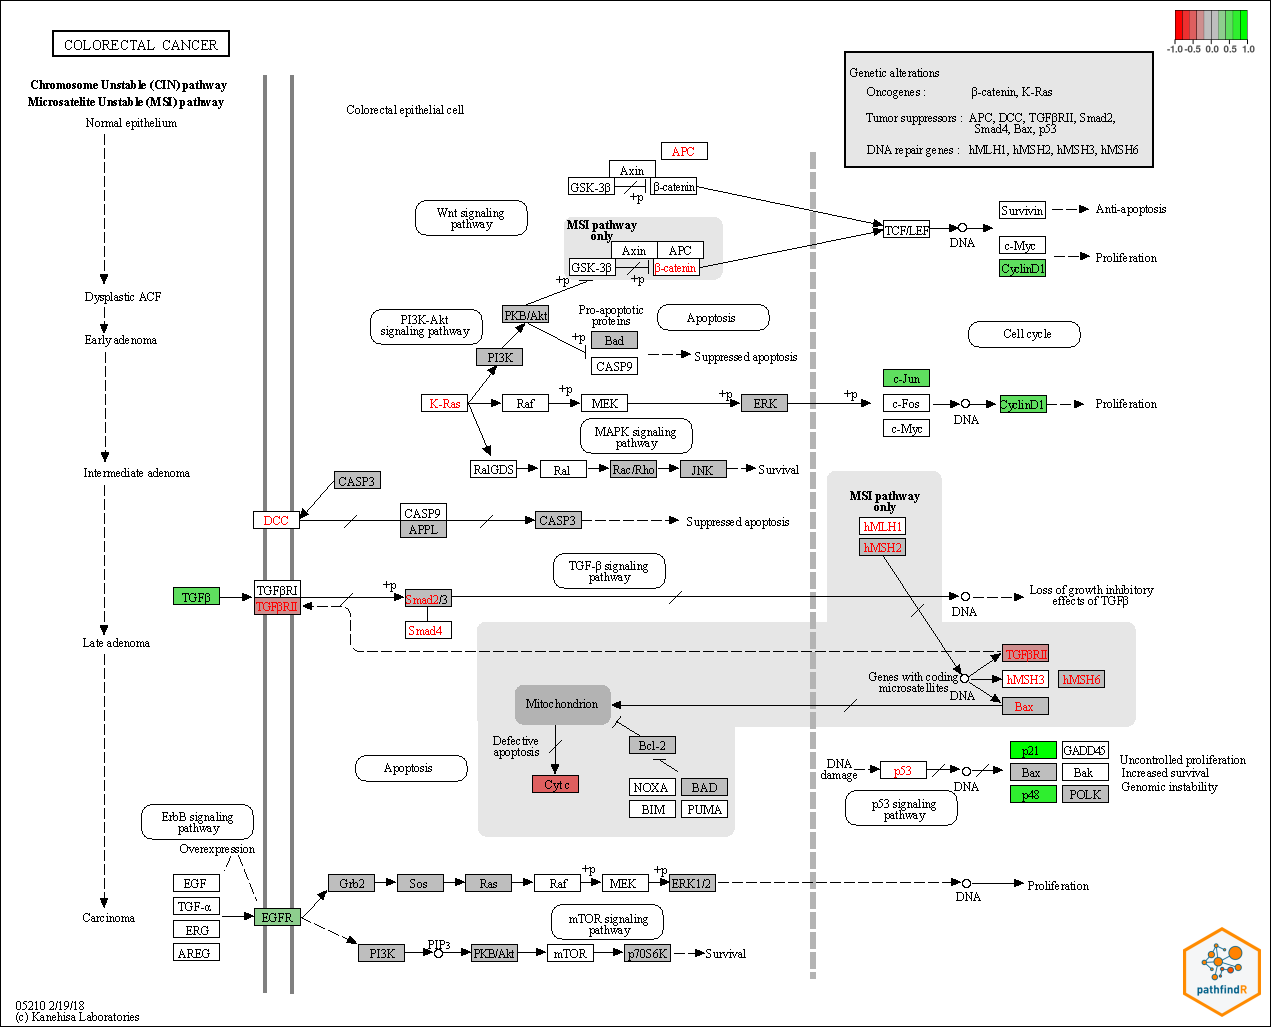 COLORECTAL CANCER
-1.0 -0.5 0.0 0.5 1.0
Chromosome Unstable (CIN) pathway
Microsatelite Unstable (MSI) pathway
Normal epithelium
Dysplastic ACF
Early adenoma
Intermediate adenoma
Late adenoma
Carcinoma
Colorectal epithelial cell
Genetic alterations
Oncogenes : β-catenin, K-Ras
Tumor suppressors : APC, DCC, TGFβRII, Smad2,
Smad4, Bax, p53
DNA repair genes : hMLH1, hMSH2, hMSH3, hMSH6
APC
Axin
GSK-3β
+p
β-catenin
Wnt signaling
pathway
MSI pathway
only
Axin
APC
GSK-3β
+p
β-catenin
+p
TCF/LEF
DNA
Survivin
Anti-apoptosis
c-Myc
CyclinD1
Proliferation
PI3K-Akt
signaling pathway
PKB/Akt
PI3K
Pro-apoptotic
proteins
+p
Bad
CASP9
Apoptosis
Suppressed apoptosis
Cell cycle
K-Ras
Raf
+p
MEK
+p
ERK
+p
c-Jun
c-Fos
c-Myc
DNA
CyclinD1
Proliferation
MAPK signaling
pathway
RalGDS
Ral
Rac/Rho
JNK
Survival
CASP3
DCC
CASP9
APPL
CASP3
Suppressed apoptosis
MSI pathway
only
hMLH1
hMSH2
TGF-β signaling
pathway
TGFβ
TGFβRI
TGFβRII
+p
Smad2/3
Smad4
DNA
Loss of growth inhibitory
effects of TGFβ
Genes with coding
microsatellites
DNA
TGFβRII
hMSH3
hMSH6
Bax
Mitochondrion
Defective
apoptosis
Cyt c
Bcl-2
NOXA
BAD
BIM
PUMA
Apoptosis
DNA
damage
p53
DNA
p53 signaling
pathway
p21
GADD45
Bax
Bak
p48
POLK
Uncontrolled proliferation
Increased survival
Genomic instability
ErbB signaling
pathway
Overexpression
EGF
TGF-α
ERG
AREG
EGFR
Grb2
Sos
Ras
Raf
+p
MEK
+p
ERK1/2
DNA
Proliferation
mTOR signaling
pathway
PI3K
PIP3
PKB/Akt
mTOR
p70S6K
Survival
05210 2/19/18
(c) Kanehisa Laboratories
pathfindR